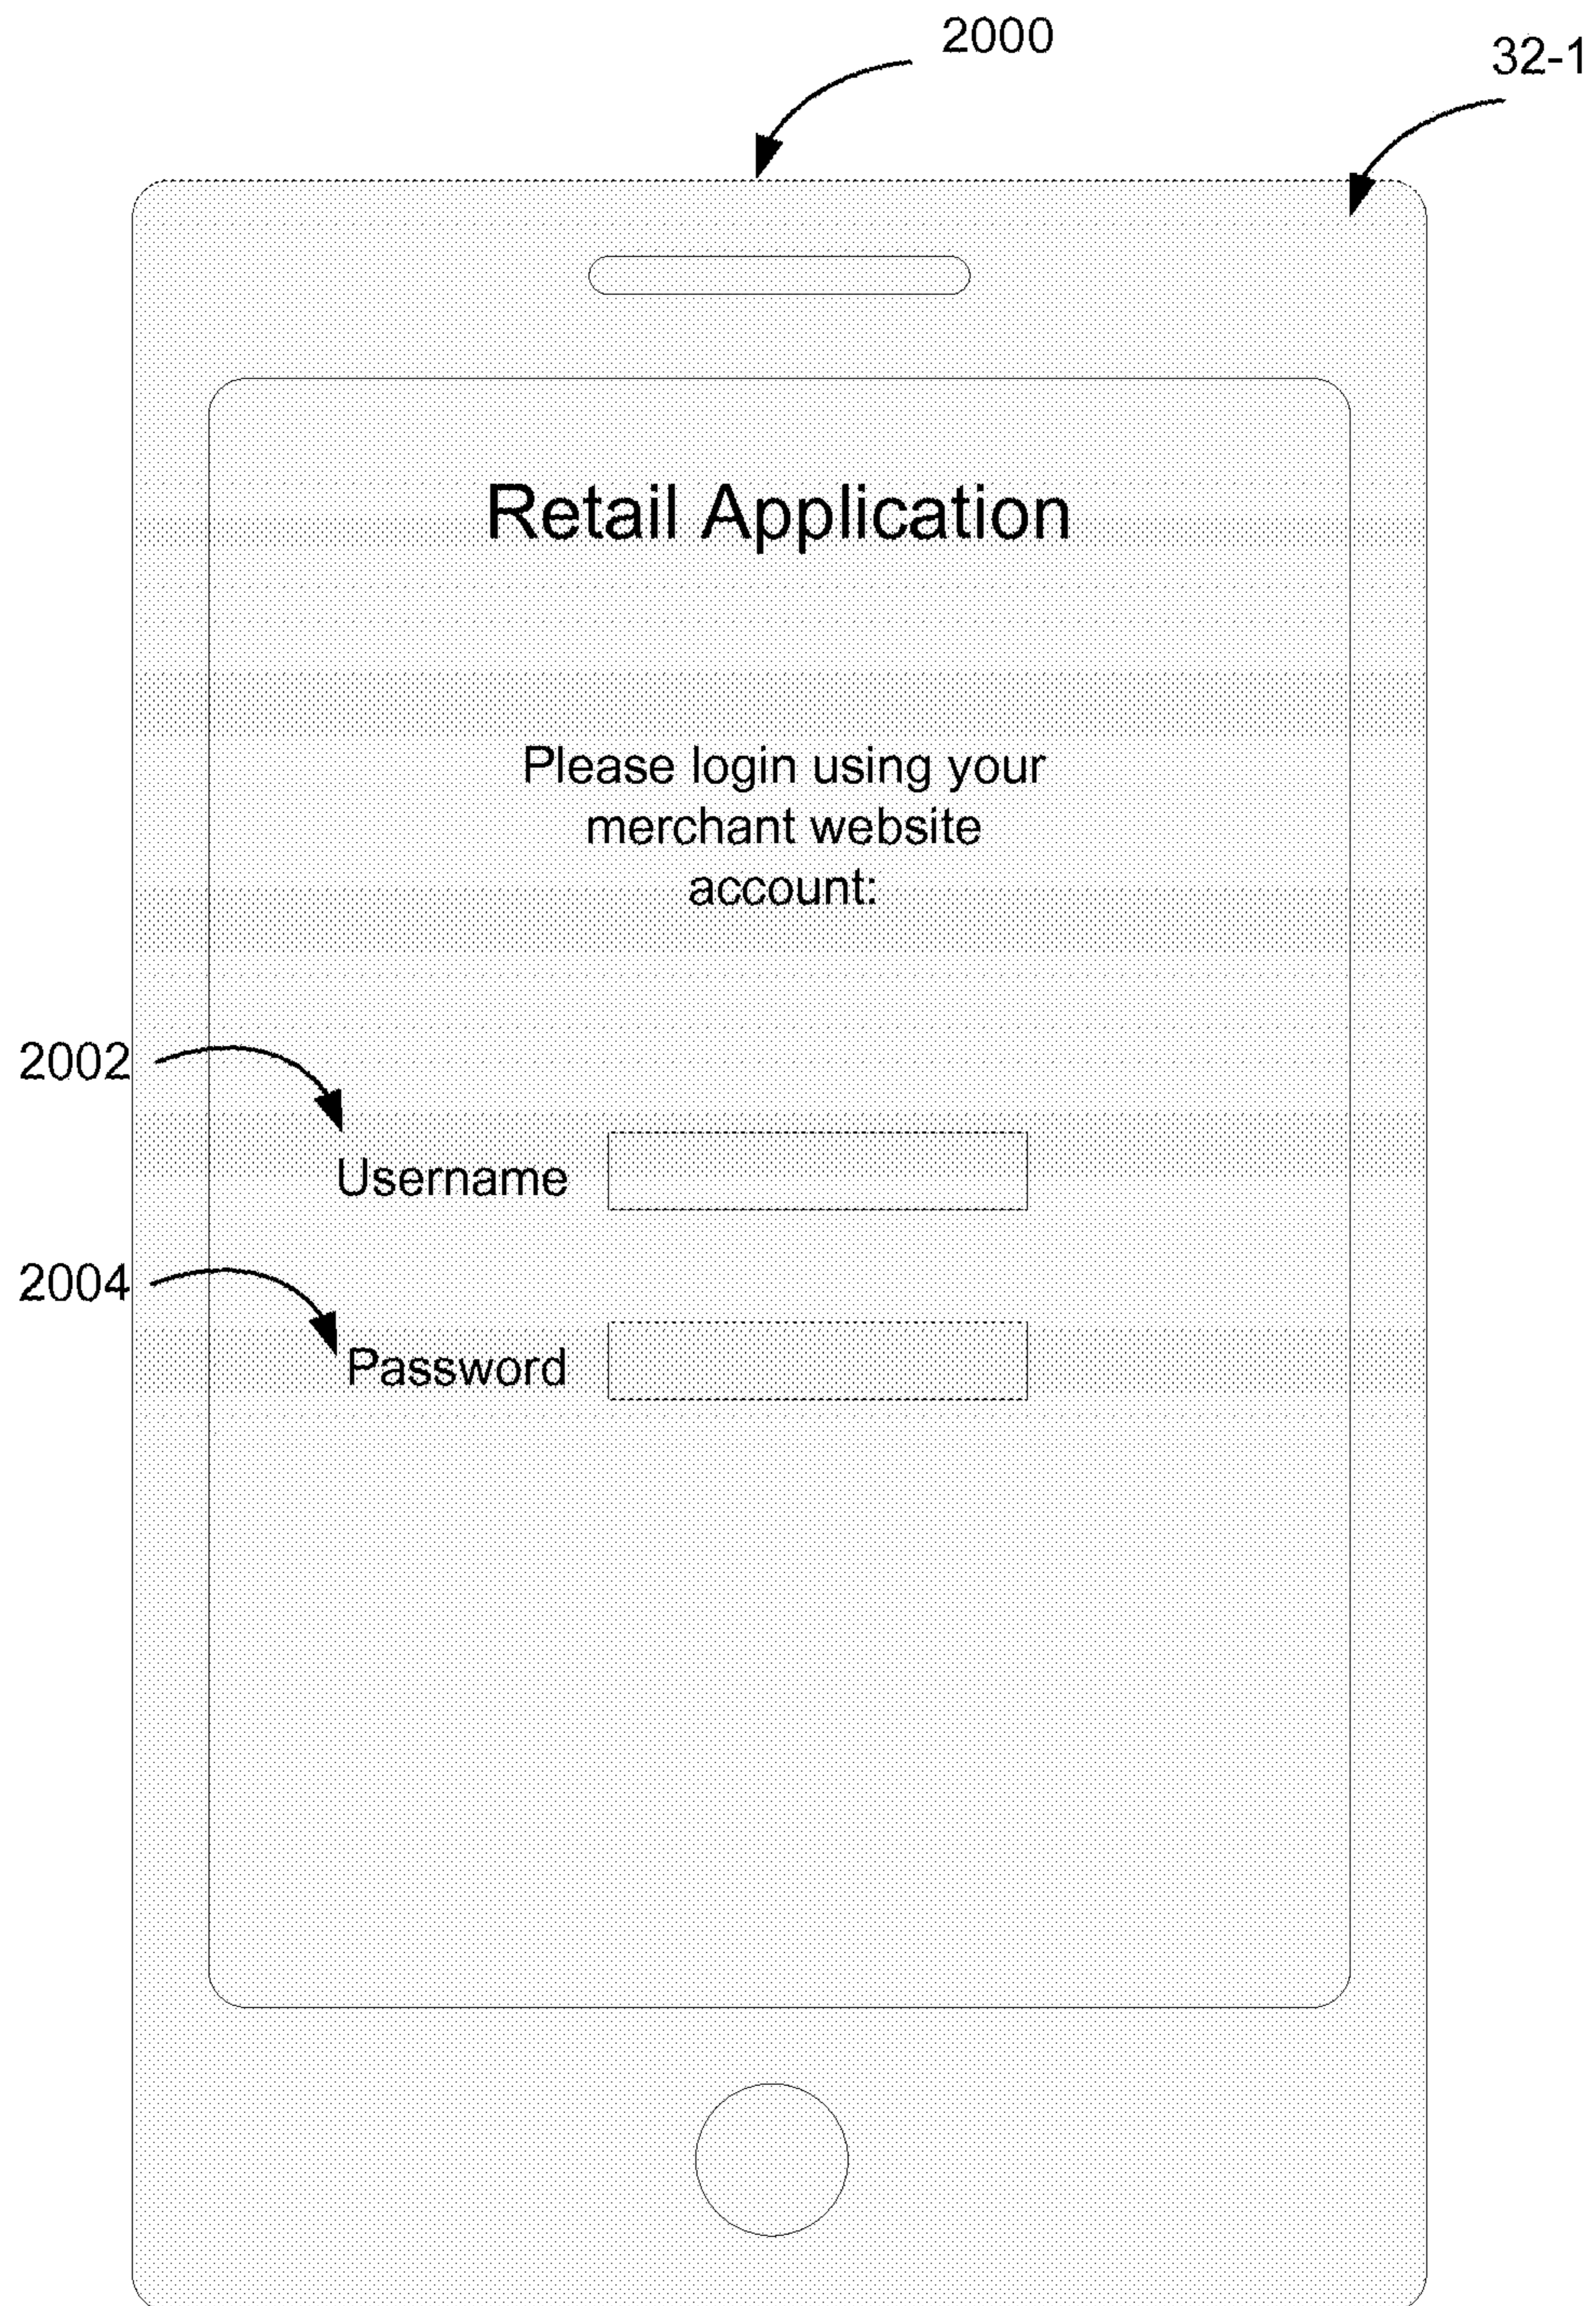 2000
32-1
Retail Application
Please login using your
merchant website
account:
2002
Username
2004
Password